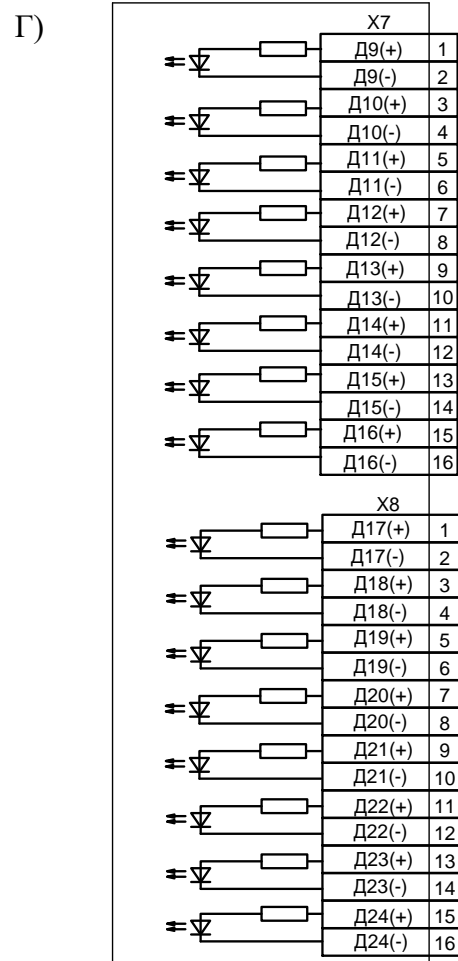 Г)
X7
Д9(+) 1
Д9(-) 2
Д10(+) 3
Д10(-) 4
Д11(+) 5
Д11(-) 6
Д12(+) 7
Д12(-) 8
Д13(+) 9
Д13(-) 10
Д14(+) 11
Д14(-) 12
Д15(+) 13
Д15(-) 14
Д16(+) 15
Д16(-) 16
X8
Д17(+) 1
Д17(-) 2
Д18(+) 3
Д18(-) 4
Д19(+) 5
Д19(-) 6
Д20(+) 7
Д20(-) 8
Д21(+) 9
Д21(-) 10
Д22(+) 11
Д22(-) 12
Д23(+) 13
Д23(-) 14
Д24(+) 15
Д24(-) 16